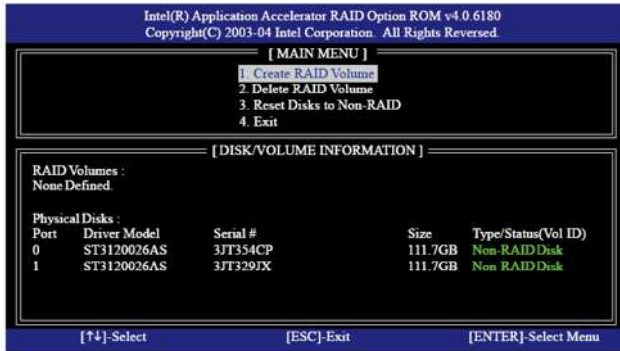 Intel(R) Application Accelerator RAID Option ROM v4.0.6180
Copyright(C) 2003-04 Intel Corporation. All Rights Reversed.
[ MAIN MENU ]
1. Create RAID Volume
2. Delete RAID Volume
3. Reset Disks to Non-RAID
4. Exit
[ DISK/VOLUME INFORMATION ]
RAID Volumes :
None Defined.
Physical Disks :
Port Driver Model Serial # Size Type/Status(Vol ID)
0 ST3120026AS 3JT354CP 111.7GB Non-RAID Disk
1 ST3120026AS 3JT329JX 111.7GB Non RAID Disk
[↑↓]-Select [ESC]-Exit [ENTER]-Select Menu